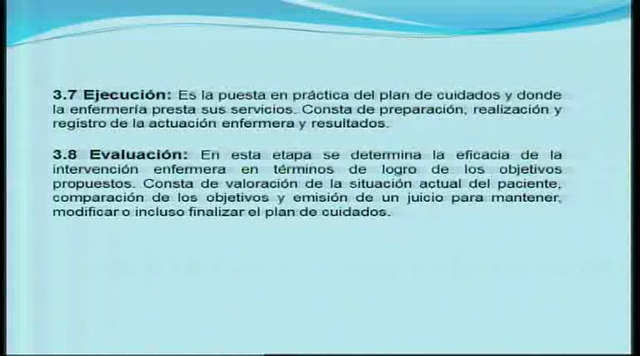 3.7 Ejecución: Es la puesta en práctica del plan de cuidados y donde
la enfermería presta sus servicios. Consta de preparación, realización y
registro de la actuación enfermera y resultados.
3.8 Evaluación: En esta etapa se determina la eficacia de la
intervención enfermera en términos de logro de los objetivos
propuestos. Consta de valoración de la situación actual del paciente,
comparación de los objetivos y emisión de un juicio para mantener,
modificar o incluso finalizar el plan de cuidados.